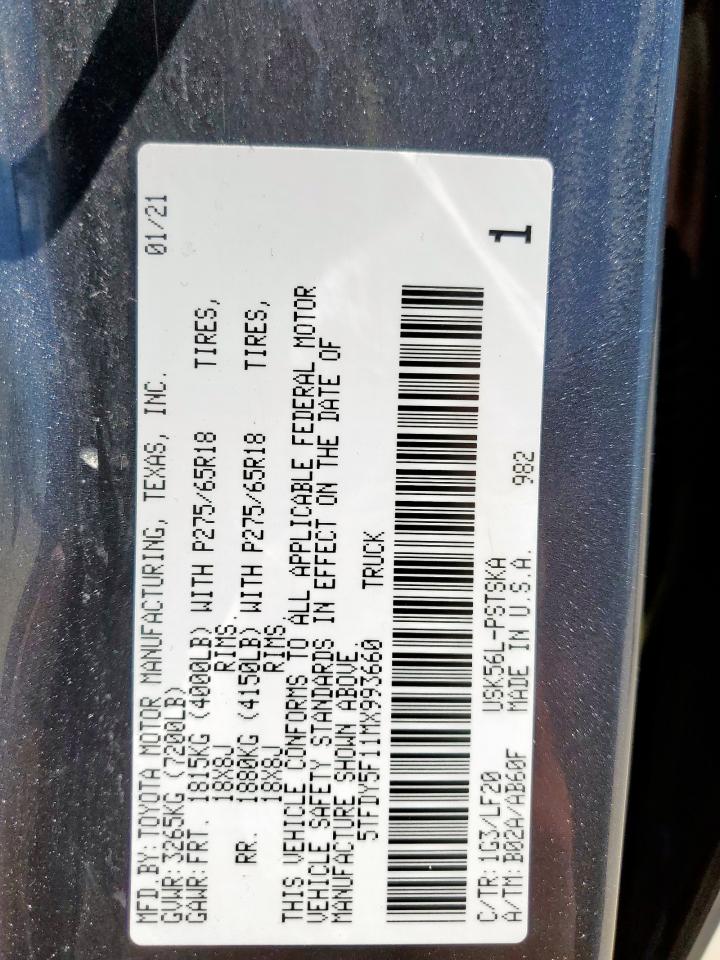 MFD.BY: TOYOTA MOTOR MANUFACTURING, TEXAS, INC. 01/21
GVWR: 3265KG (7200LB)
GAWR: FRT. 1815KG (4000LB) WITH P275/65R18 TIRES,
18X8J RIMS.
RR. 1880KG (4150LB) WITH P275/65R18 TIRES,
18X8J RIMS.
THIS VEHICLE CONFORMS TO ALL APPLICABLE FEDERAL MOTOR
VEHICLE SAFETY STANDARDS IN EFFECT ON THE DATE OF
MANUFACTURE SHOWN ABOVE.
5TFDY5F11MX993660 TRUCK
1
C/TR: 1G3/LF20 USK56L-PSTSKA
A/TM: B02A/AB60F MADE IN U.S.A. 982